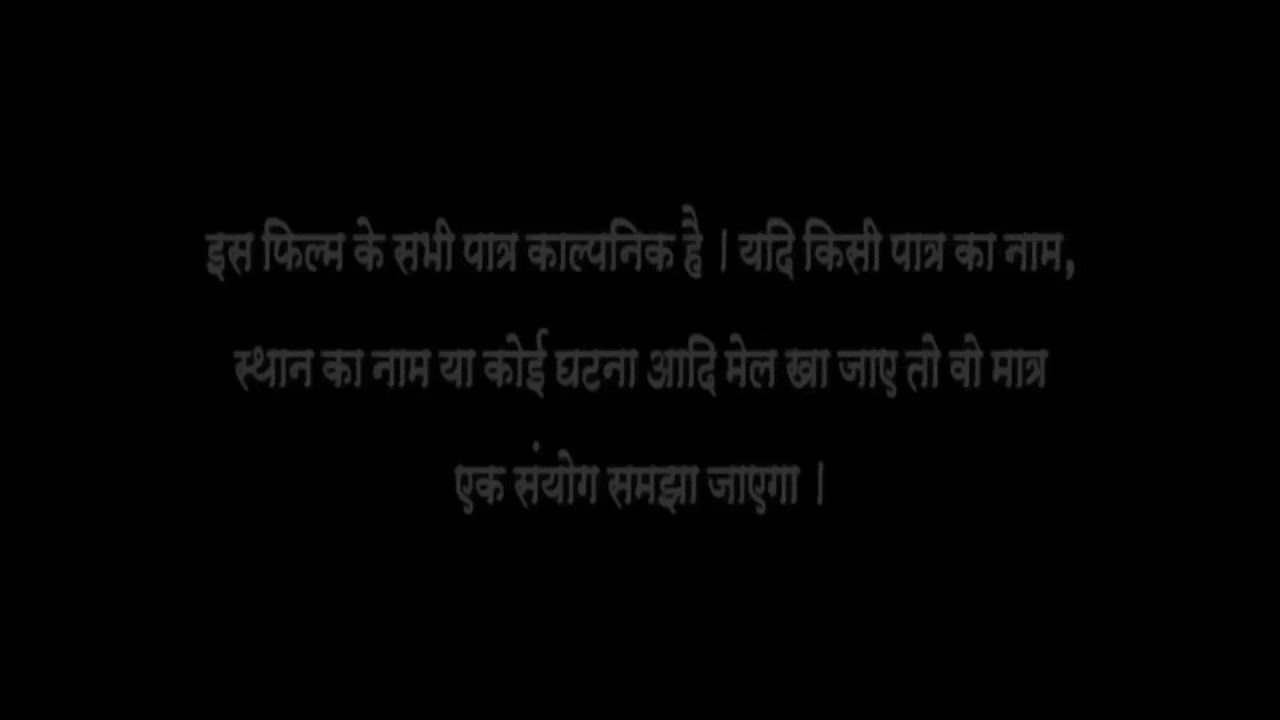 इस फिल्म के सभी पात्र काल्पनिक है । यदि किसी पात्र का नाम,
स्थान का नाम या कोई घटना आदि मेल खा जाए तो वो मात्र
एक संयोग समझा जाएगा ।